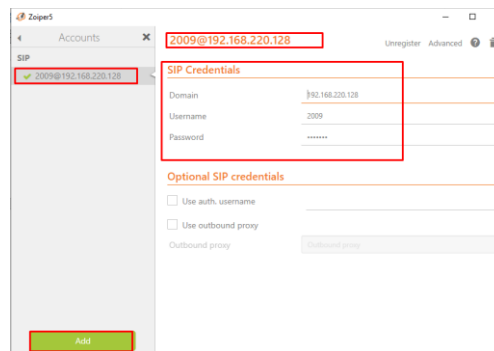 Zoiper5
Accounts
SIP
2009@192.168.220.128
Add
2009@192.168.220.128
Unregister Advanced
SIP Credentials
Domain 192.168.220.128
Username 2009
Password •••••••
Optional SIP credentials
Use auth. username
Use outbound proxy
Outbound proxy Outbound proxy